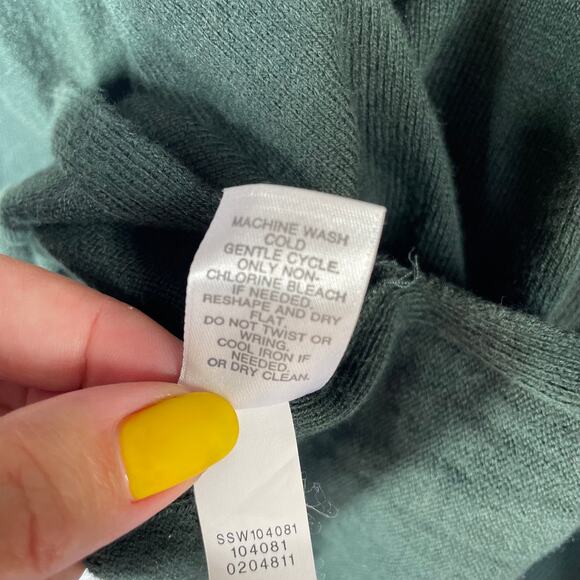 MACHINE WASH
COLD
GENTLE CYCLE.
ONLY NON-
CHLORINE BLEACH
IF NEEDED.
RESHAPE AND DRY
FLAT.
DO NOT TWIST OR
WRING.
COOL IRON IF
NEEDED.
OR DRY CLEAN.
SSW104081
104081
0204811